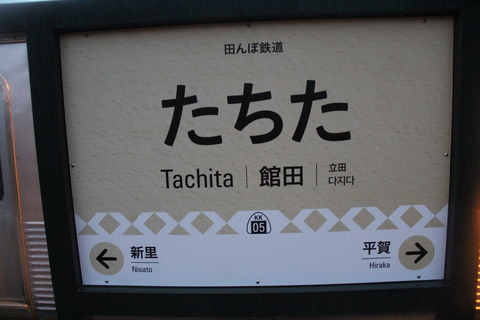 田んぼ鉄道
たちた
Tachita 館田 立田
다지다
KK
05
新里
Nisato
平賀
Hiraka